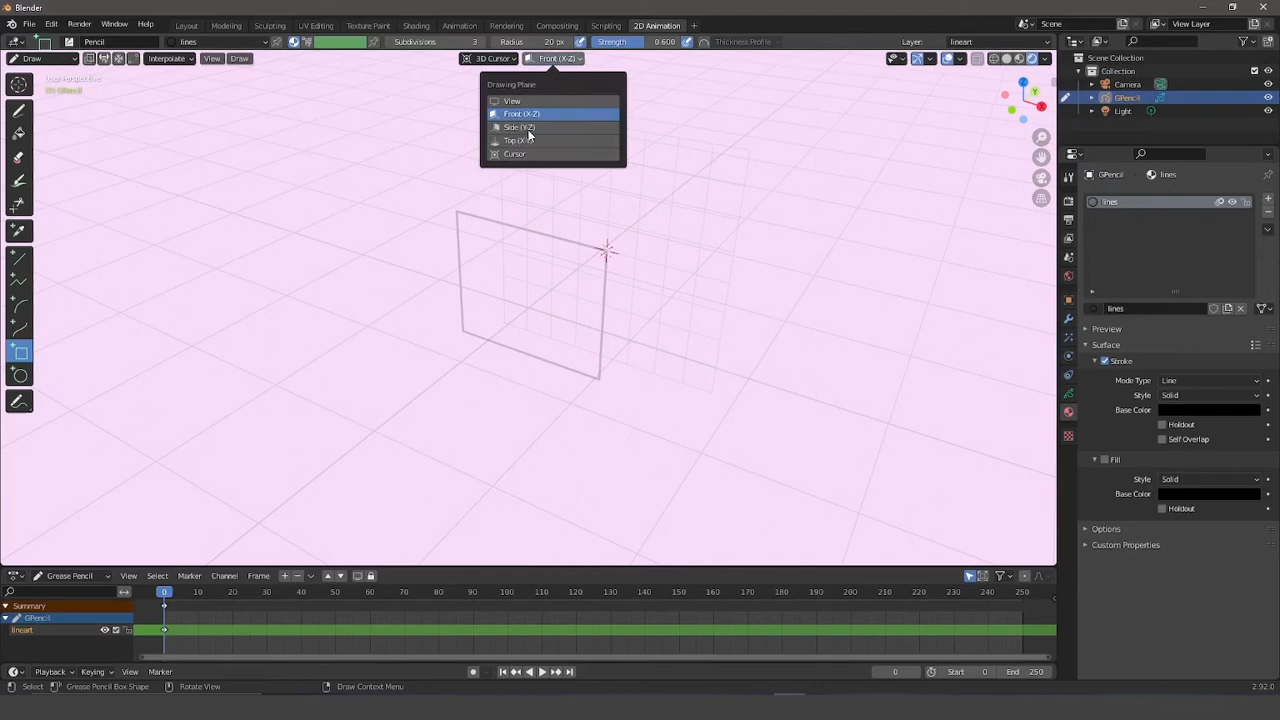 Blender
File Edit Render Window Help Layout Modeling Sculpting UV Editing Texture Paint Shading Animation Rendering Compositing Scripting 2D Animation + Scene View Layer
Pencil lines Subdivisions 3 Radius 20 px Strength 0.600 Thickness Profile Layer: lineart
Draw Interpolate View Draw 3D Cursor Front (X-Z)
Scene Collection
Collection
Camera
GPencil
Light
Drawing Plane
View
Front (X-Z)
Side (Y-Z)
Top (X-
Cursor
User Perspective
Z
Y
X
GPencil lines
lines
lines
Preview
Surface
Stroke
Mode Type Line
Style Solid
Base Color
Holdout
Self Overlap
Fill
Style Solid
Base Color
Holdout
Options
Custom Properties
Grease Pencil View Select Marker Channel Frame
0 10 20 30 40 50 60 70 80 90 100 110 120 130 140 150 160 170 180 190 200 210 220 230 240 250
Summary
GPencil
lineart
Playback Keying View Marker 0 Start 0 End 250
Select Grease Pencil Box Shape Rotate View Draw Context Menu 2.92.0